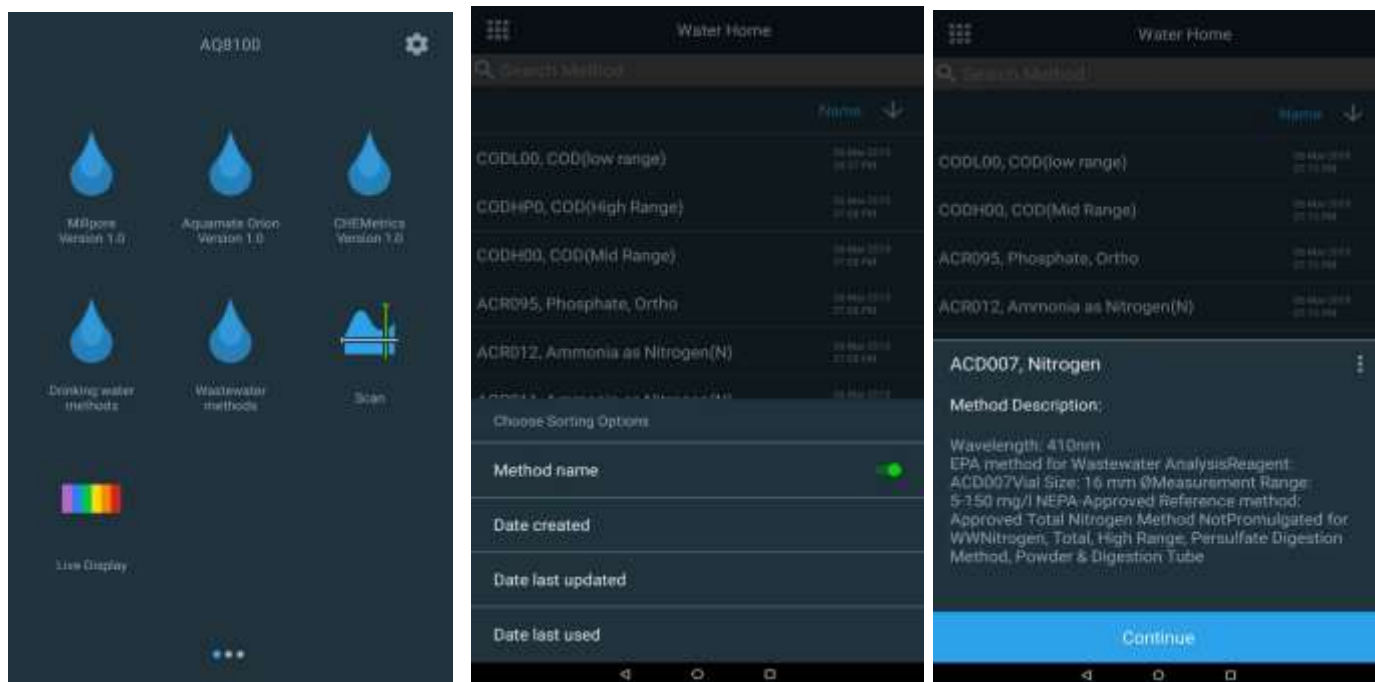 AQ8100
Millpore
Version 1.0
Aquamate Orion
Version 1.0
CHEMetrics
Version 1.0
Drinking water
methods
Wastewater
methods
Scan
Live Display
Water Home
Search Method
Name
CODL00, COD(low range)
CODHP0, COD(High Range)
CODH00, COD(Mid Range)
ACR095, Phosphate, Ortho
ACR012, Ammonia as Nitrogen(N)
Choose Sorting Options
Method name
Date created
Date last updated
Date last used
Water Home
Search Method
Name
CODL00, COD(low range)
CODH00, COD(Mid Range)
ACR095, Phosphate, Ortho
ACR012, Ammonia as Nitrogen(N)
ACD007, Nitrogen
Method Description:
Wavelength: 410nm
EPA method for Wastewater AnalysisReagent:
ACD007Vial Size: 16 mm ØMeasurement Range:
5-150 mg/l NEPA-Approved Reference method:
Approved Total Nitrogen Method NotPromulgated for
WWNitrogen, Total, High Range, Persulfate Digestion
Method, Powder & Digestion Tube
Continue